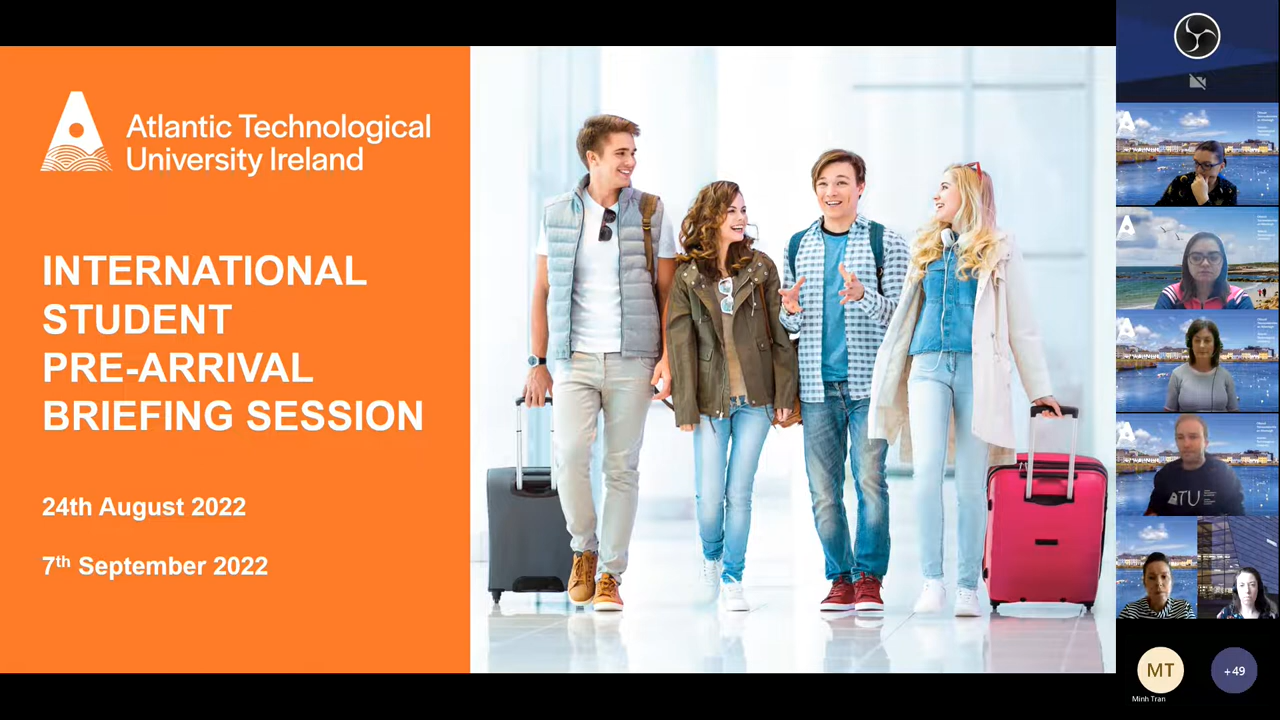 Atlantic Technological
University Ireland
INTERNATIONAL
STUDENT
PRE-ARRIVAL
BRIEFING SESSION
24th August 2022
7th September 2022
ATU
MT
+49
Minh Tran